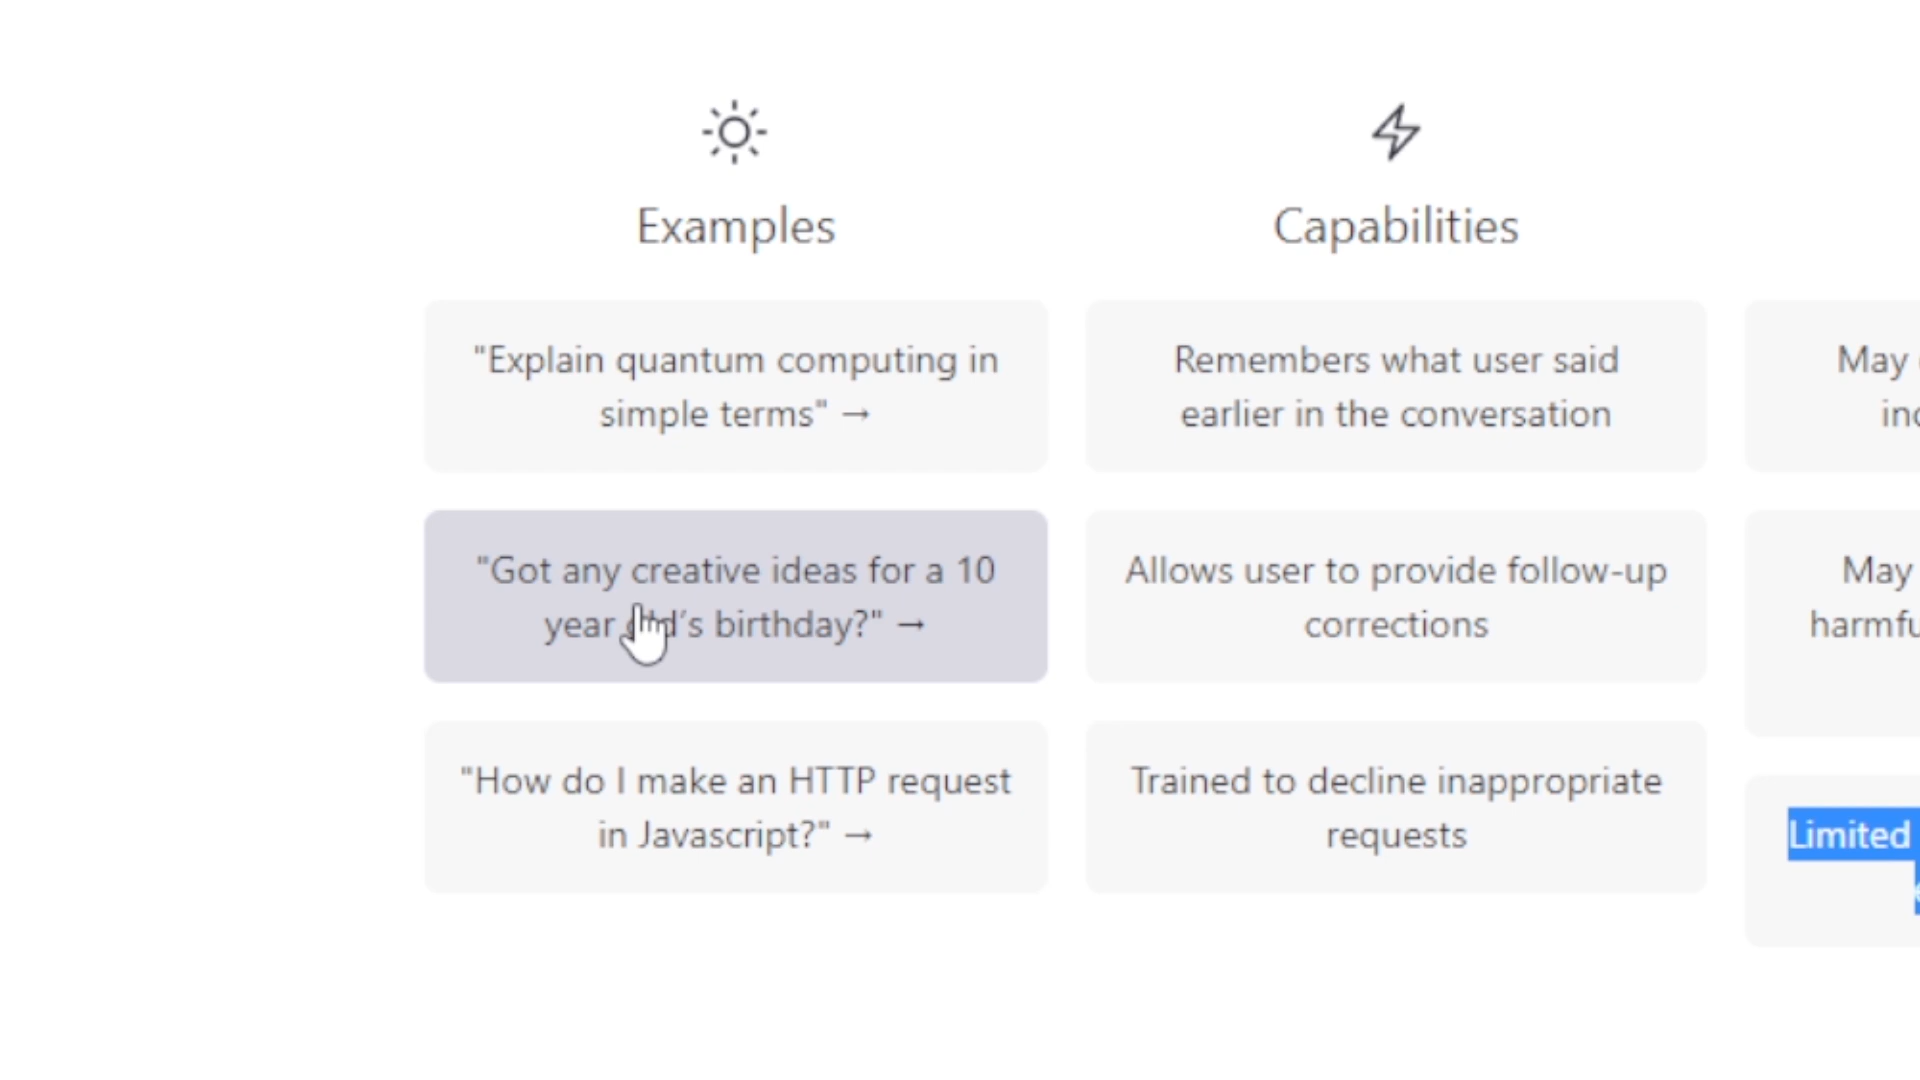 Examples
"Explain quantum computing in
simple terms" →
"Got any creative ideas for a 10
year old's birthday?" →
"How do I make an HTTP request
in Javascript?" →
Capabilities
Remembers what user said
earlier in the conversation
Allows user to provide follow-up
corrections
Trained to decline inappropriate
requests
May
May
Limited